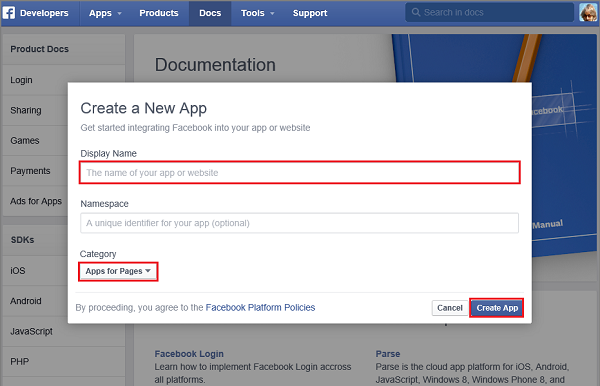 f Developers Apps Products Docs Tools Support Search in docs
Product Docs
Login
Sharing
Games
Payments
Ads for Apps
SDKs
iOS
Android
JavaScript
PHP
Documentation
facebook
Manual
Create a New App
Get started integrating Facebook into your app or website
Display Name
The name of your app or website
Namespace
A unique identifier for your app (optional)
Category
Apps for Pages
By proceeding, you agree to the Facebook Platform Policies
Cancel Create App
Facebook Login
Learn how to implement Facebook Login accross
all platforms.
Parse
Parse is the cloud app platform for iOS, Android,
JavaScript, Windows 8, Windows Phone 8, and